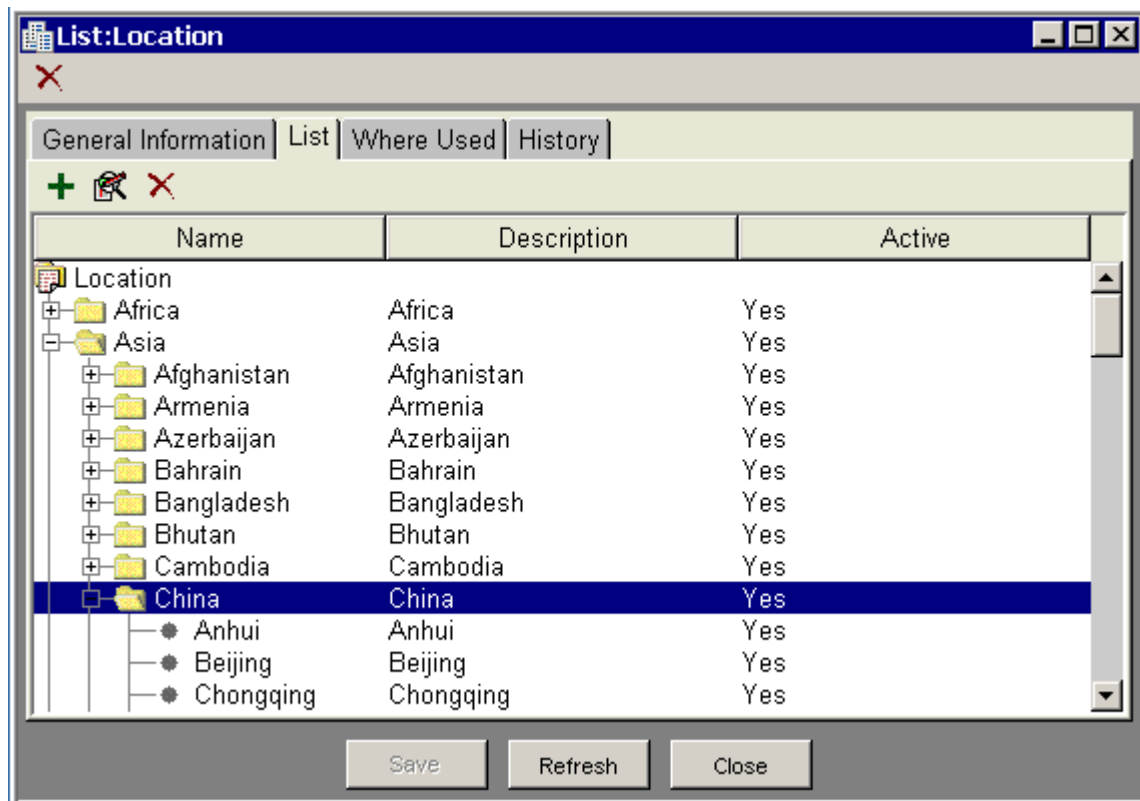 List:Location
General Information List Where Used History
Name Description Active
Location
Africa Africa Yes
Asia Asia Yes
Afghanistan Afghanistan Yes
Armenia Armenia Yes
Azerbaijan Azerbaijan Yes
Bahrain Bahrain Yes
Bangladesh Bangladesh Yes
Bhutan Bhutan Yes
Cambodia Cambodia Yes
China China Yes
Anhui Anhui Yes
Beijing Beijing Yes
Chongqing Chongqing Yes
Save Refresh Close